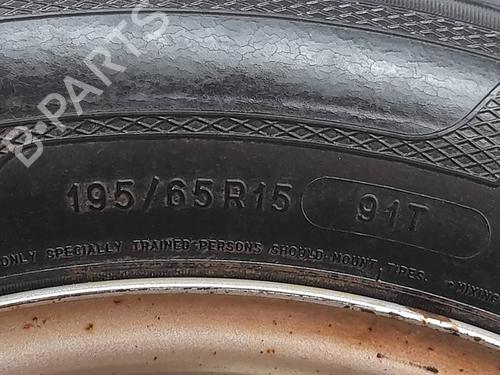 B-PARTS
195/65R15 91T
ONLY SPECIALLY TRAINED PERSONS SHOULD MOUNT TIRES.